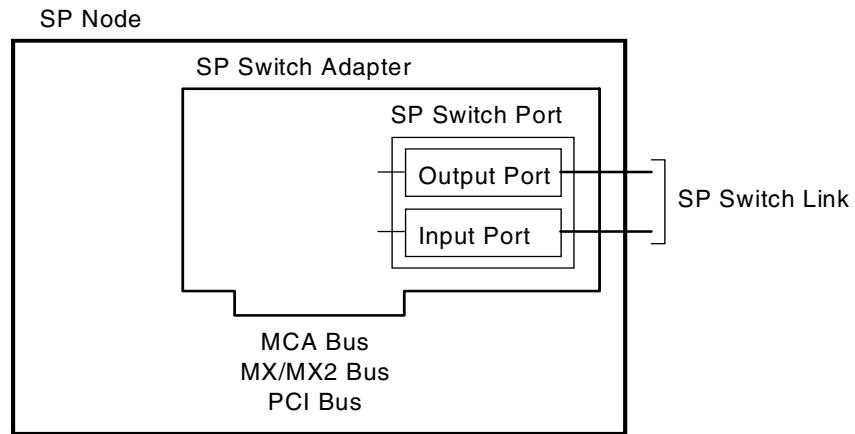 SP Node
SP Switch Adapter
SP Switch Port
Output Port
SP Switch Link
Input Port
MCA Bus
MX/MX2 Bus
PCI Bus